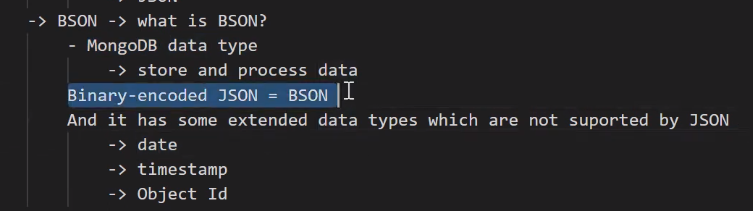 -> BSON -> what is BSON?
- MongoDB data type
-> store and process data
Binary-encoded JSON = BSON
And it has some extended data types which are not suported by JSON
-> date
-> timestamp
-> Object Id